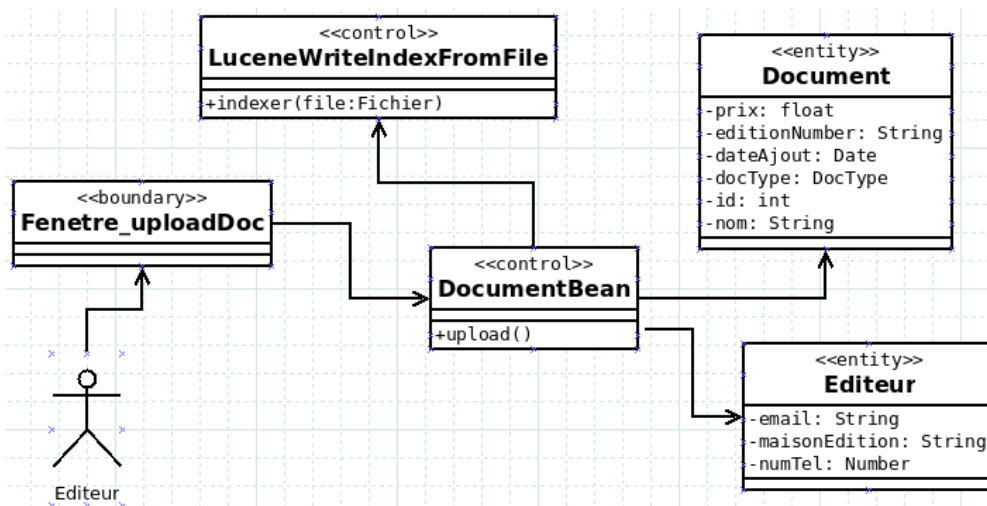 <<control>>
LuceneWriteIndexFromFile
+indexer(file:Fichier)
<<entity>>
Document
-prix: float
-editionNumber: String
-dateAjout: Date
-docType: DocType
-id: int
-nom: String
<<boundary>>
Fenetre_uploadDoc
<<control>>
DocumentBean
+upload()
<<entity>>
Editeur
-email: String
-maisonEdition: String
-numTel: Number
Editeur